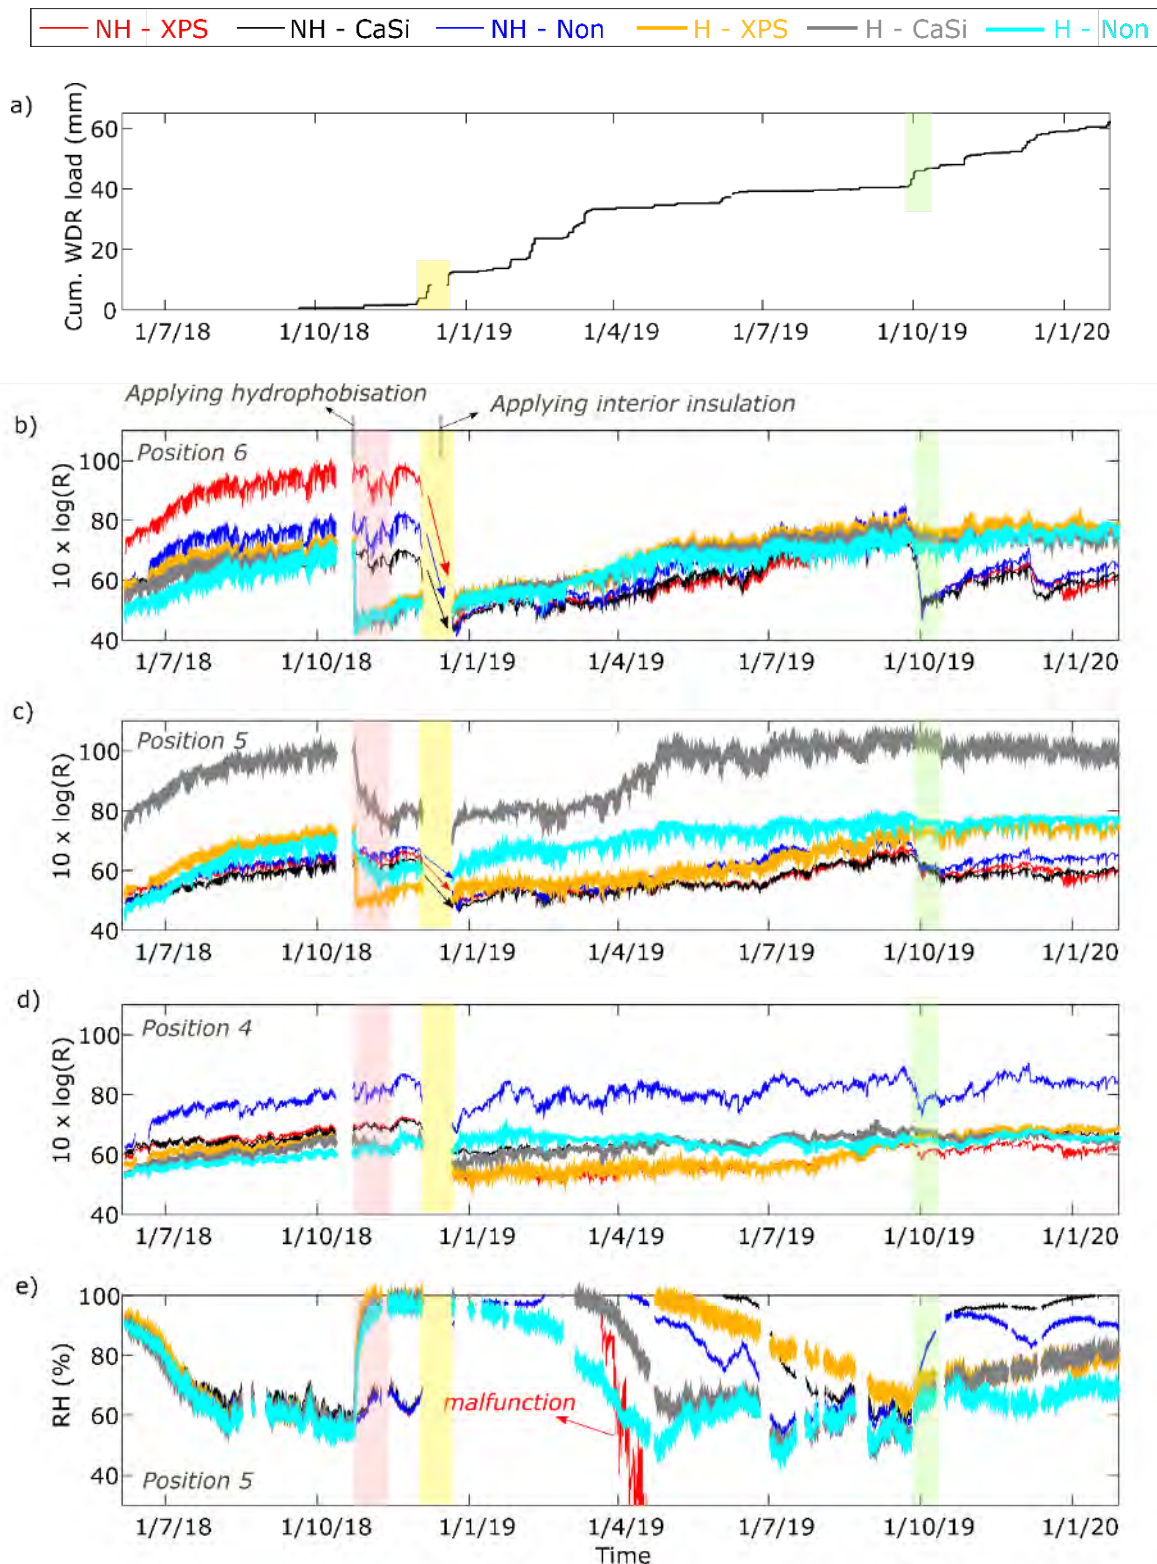 NH - XPS NH - CaSi NH - Non H - XPS H - CaSi H - Non
a)
Cum. WDR load (mm)
60
40
20
0
1/7/18 1/10/18 1/1/19 1/4/19 1/7/19 1/10/19 1/1/20
Applying hydrophobisation
Applying interior insulation
b)
Position 6
10 x log(R)
100
80
60
40
1/7/18 1/10/18 1/1/19 1/4/19 1/7/19 1/10/19 1/1/20
c)
Position 5
10 x log(R)
100
80
60
40
1/7/18 1/10/18 1/1/19 1/4/19 1/7/19 1/10/19 1/1/20
d)
Position 4
10 x log(R)
100
80
60
40
1/7/18 1/10/18 1/1/19 1/4/19 1/7/19 1/10/19 1/1/20
e)
RH (%)
100
80
60
40
malfunction
Position 5
1/7/18 1/10/18 1/1/19 1/4/19 1/7/19 1/10/19 1/1/20
Time